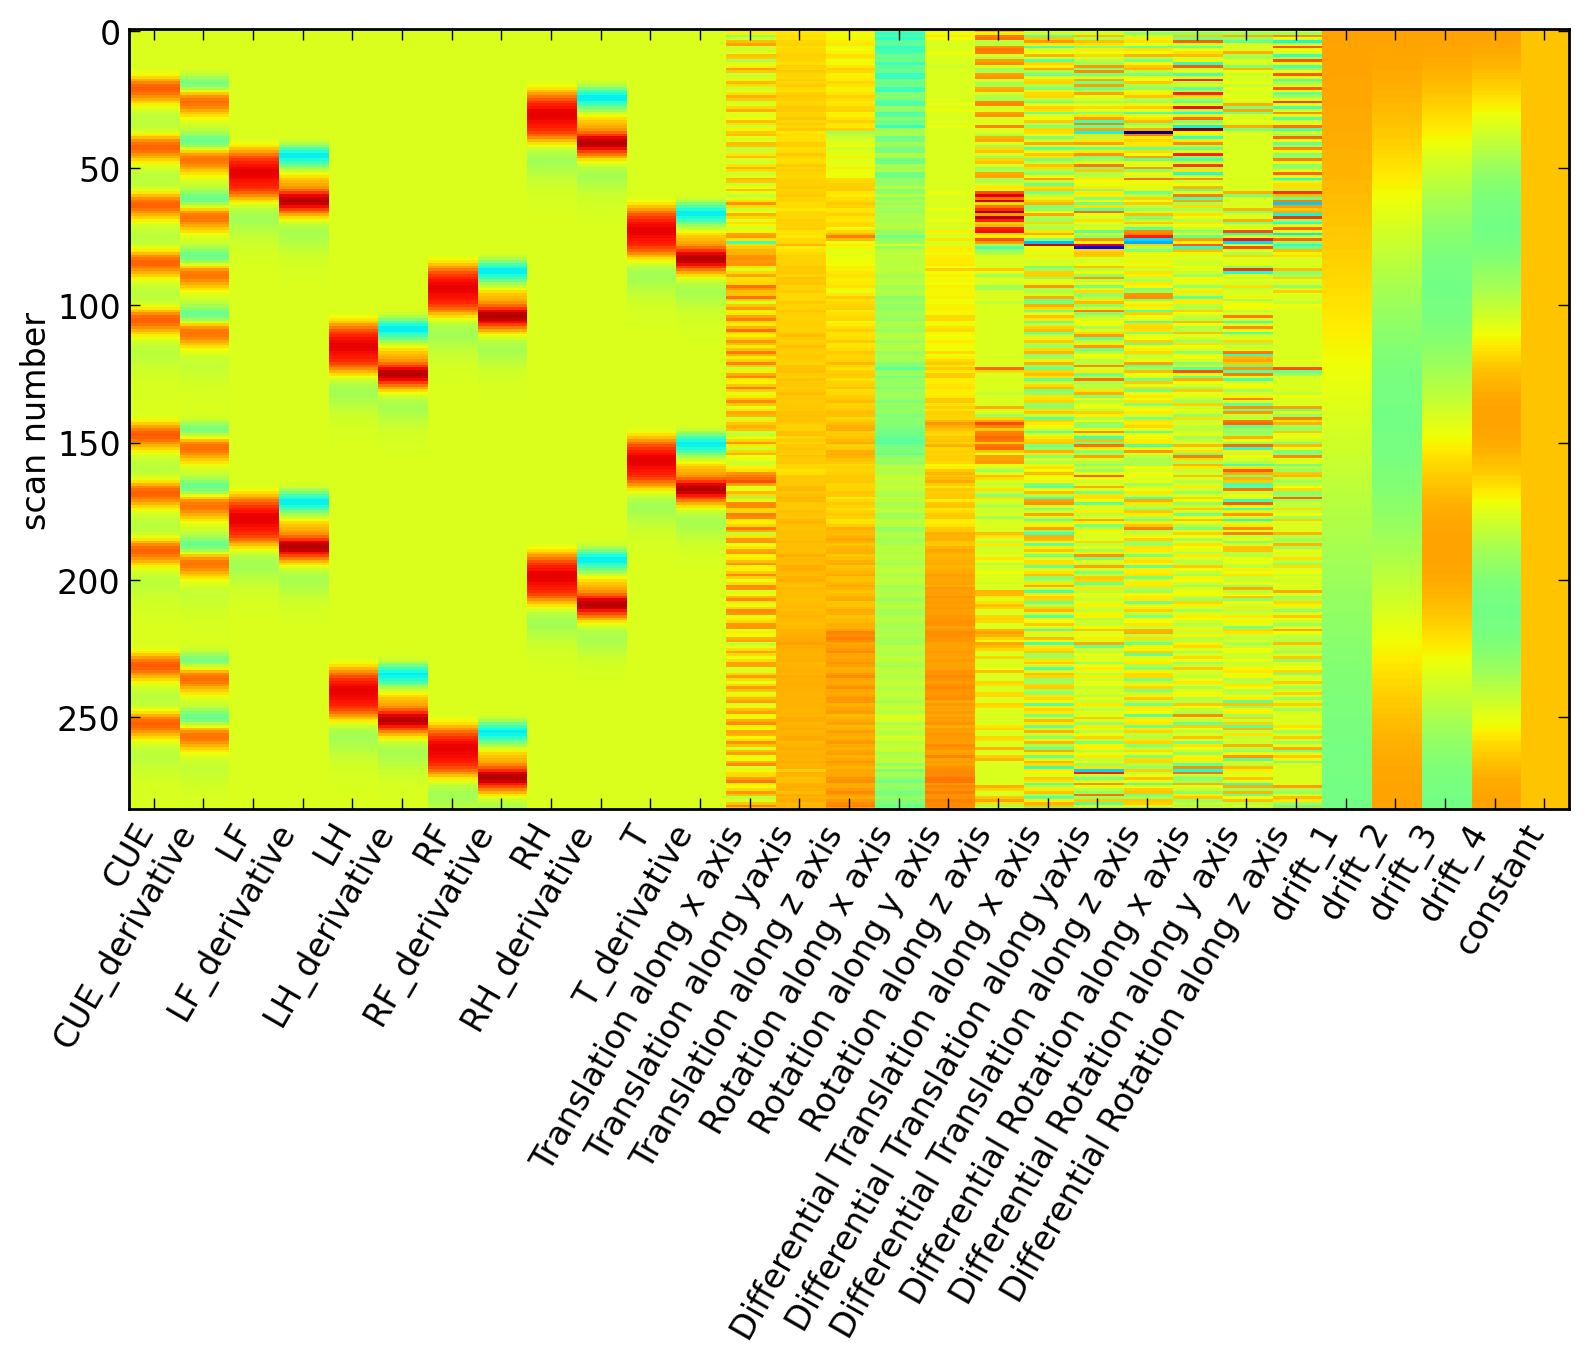 0
50
100
150
200
250
scan number
CUE
CUE_derivative
LF
LF_derivative
LH
LH_derivative
RF
RF_derivative
RH
RH_derivative
T
T_derivative
Translation along x axis
Translation along yaxis
Translation along z axis
Rotation along x axis
Rotation along y axis
Rotation along z axis
Differential Translation along x axis
Differential Translation along yaxis
Differential Translation along z axis
Differential Rotation along x axis
Differential Rotation along y axis
Differential Rotation along z axis
drift_1
drift_2
drift_3
drift_4
constant